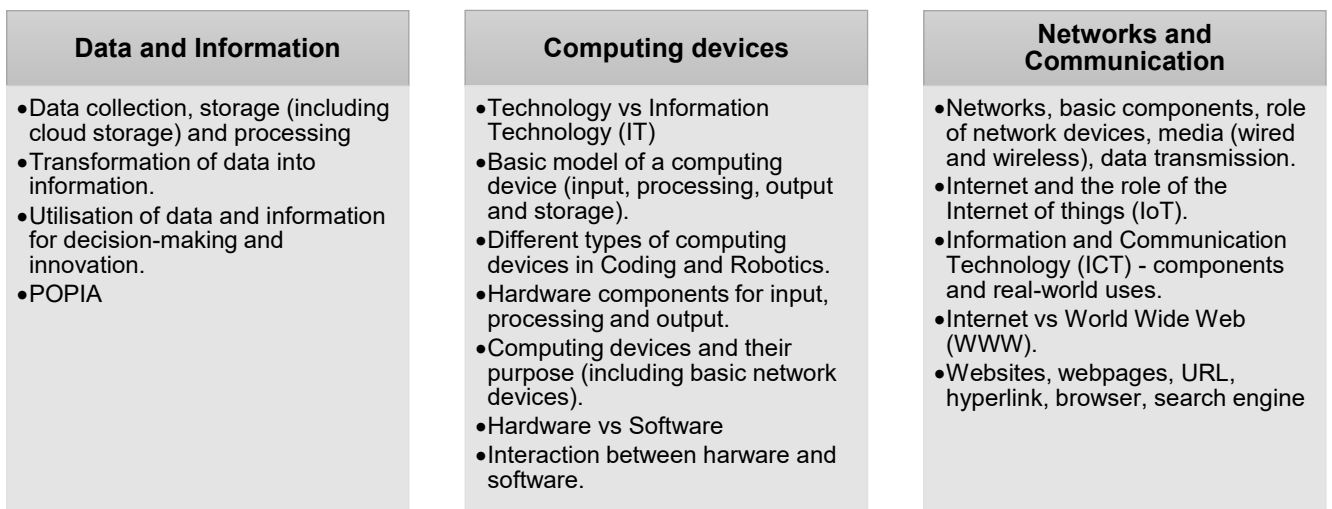 Data and Information
•Data collection, storage (including
cloud storage) and processing
•Transformation of data into
information.
•Utilisation of data and information
for decision-making and
innovation.
•POPIA
Computing devices
•Technology vs Information
Technology (IT)
•Basic model of a computing
device (input, processing, output
and storage).
•Different types of computing
devices in Coding and Robotics.
•Hardware components for input,
processing and output.
•Computing devices and their
purpose (including basic network
devices).
•Hardware vs Software
•Interaction between harware and
software.
Networks and
Communication
•Networks, basic components, role
of network devices, media (wired
and wireless), data transmission.
•Internet and the role of the
Internet of things (IoT).
•Information and Communication
Technology (ICT) - components
and real-world uses.
•Internet vs World Wide Web
(WWW).
•Websites, webpages, URL,
hyperlink, browser, search engine